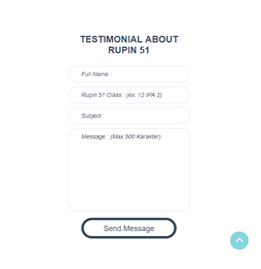 TESTIMONIAL ABOUT
RUPIN 51
Full Name :
Rupin 51 Class : (ex: 12 IPA 2)
Subject :
Message : (Max 500 Karakter)
Send Message